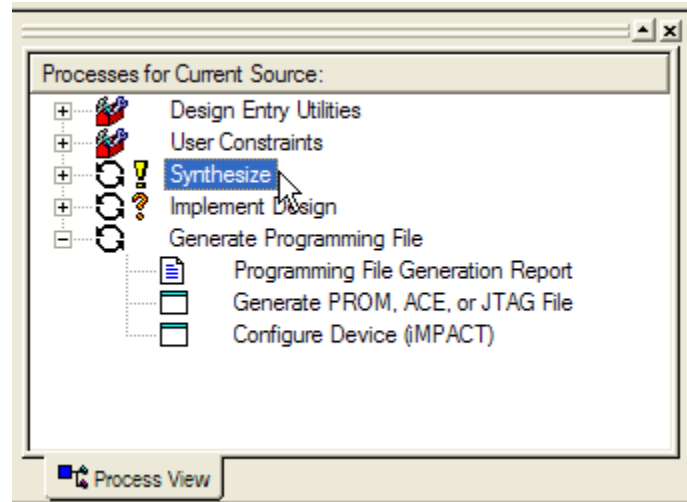 Processes for Current Source:
Design Entry Utilities
User Constraints
Synthesize
Implement Design
Generate Programming File
Programming File Generation Report
Generate PROM, ACE, or JTAG File
Configure Device (iMPACT)
Process View